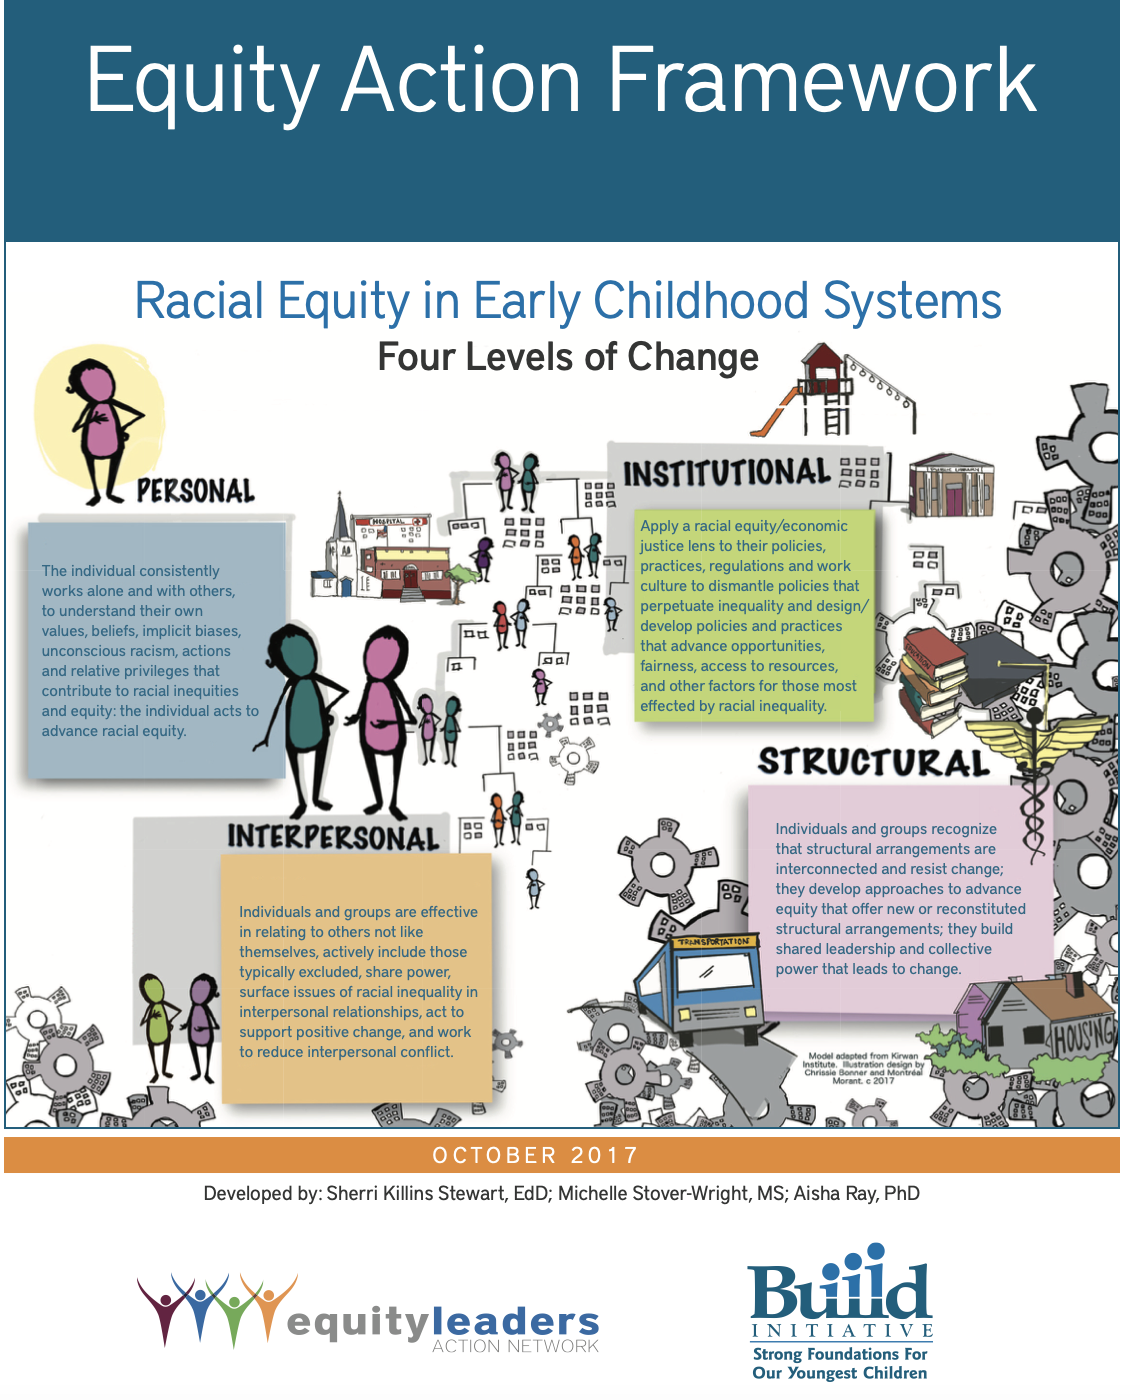 Equity Action Framework
Racial Equity in Early Childhood Systems
Four Levels of Change
PERSONAL
The individual consistently
works alone and with others,
to understand their own
values, beliefs, implicit biases,
unconscious racism, actions
and relative privileges that
contribute to racial inequities
and equity: the individual acts to
advance racial equity.
HOSPITAL
INSTITUTIONAL
PUBLIC LIBRARY
Apply a racial equity/economic
justice lens to their policies,
practices, regulations and work
culture to dismantle policies that
perpetuate inequality and design/
develop policies and practices
that advance opportunities,
fairness, access to resources,
and other factors for those most
effected by racial inequality.
EDUCATION
INTERPERSONAL
Individuals and groups are effective
in relating to others not like
themselves, actively include those
typically excluded, share power,
surface issues of racial inequality in
interpersonal relationships, act to
support positive change, and work
to reduce interpersonal conflict.
STRUCTURAL
Individuals and groups recognize
that structural arrangements are
interconnected and resist change;
they develop approaches to advance
equity that offer new or reconstituted
structural arrangements; they build
shared leadership and collective
power that leads to change.
TRANSPORTATION
HOUSING
Model adapted from Kirwan
Institute. Illustration design by
Chrissie Bonner and Montréal
Morant. c 2017
OCTOBER 2017
Developed by: Sherri Killins Stewart, EdD; Michelle Stover-Wright, MS; Aisha Ray, PhD
equityleaders
ACTION NETWORK
Build
INITIATIVE
Strong Foundations For
Our Youngest Children